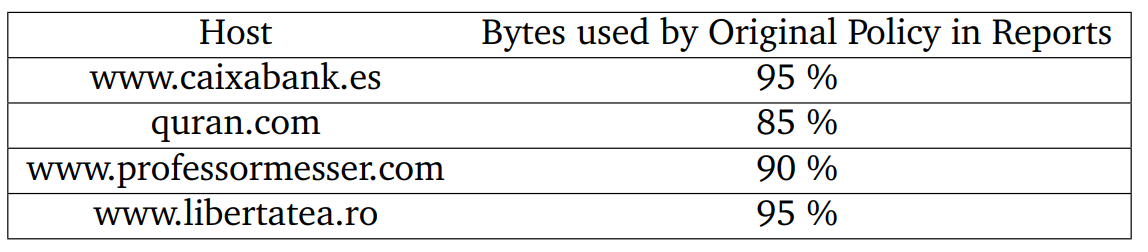 Host Bytes used by Original Policy in Reports
www.caixabank.es 95 %
quran.com 85 %
www.professormesser.com 90 %
www.libertatea.ro 95 %